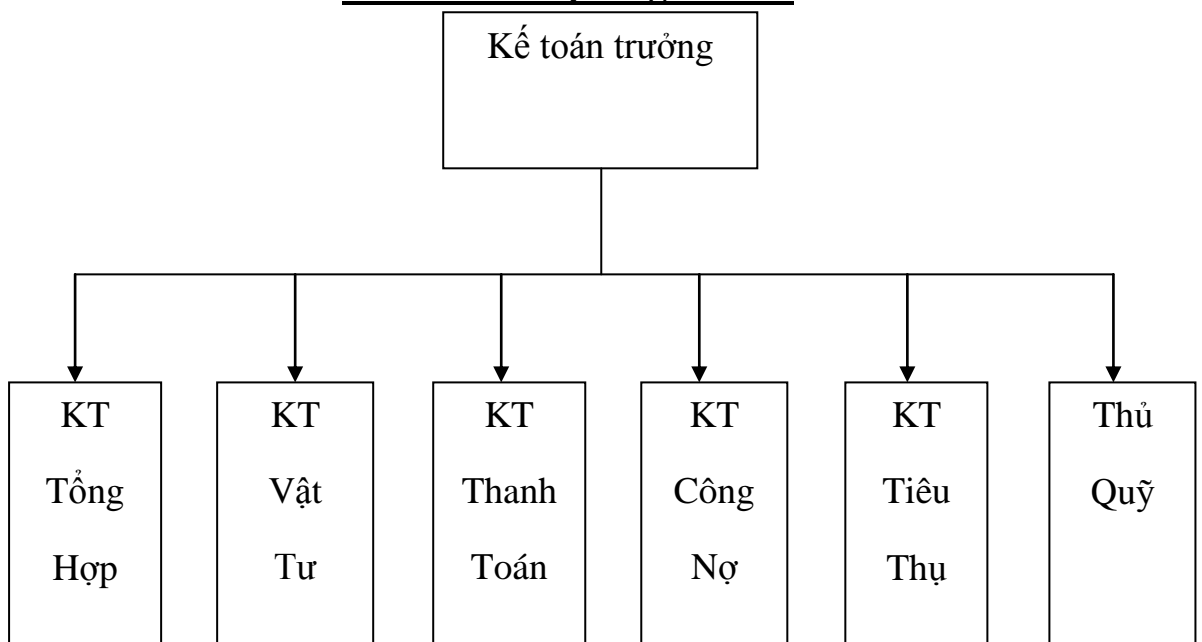 Kế toán trưởng
KT
Tổng
Hợp
KT
Vật
Tư
KT
Thanh
Toán
KT
Công
Nợ
KT
Tiêu
Thụ
Thủ
Quỹ